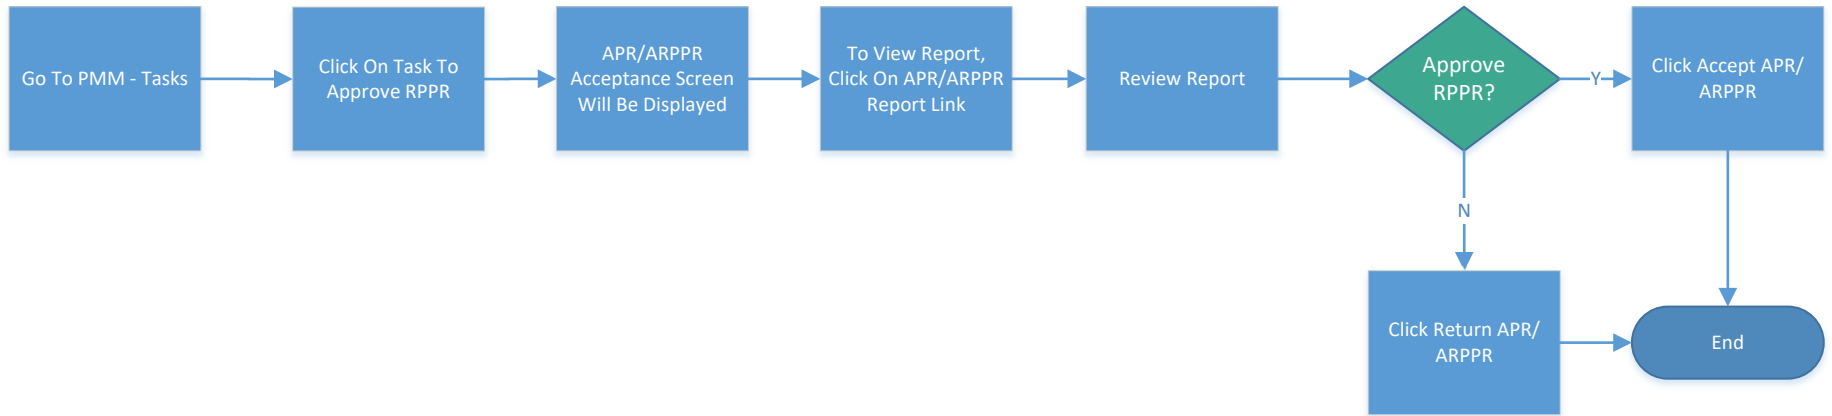 Go To PMM - Tasks
Click On Task To
Approve RPPR
APR/ARPPR
Acceptance Screen
Will Be Displayed
To View Report,
Click On APR/ARPPR
Report Link
Review Report
Approve
RPPR?
Y
Click Accept APR/
ARPPR
N
Click Return APR/
ARPPR
End